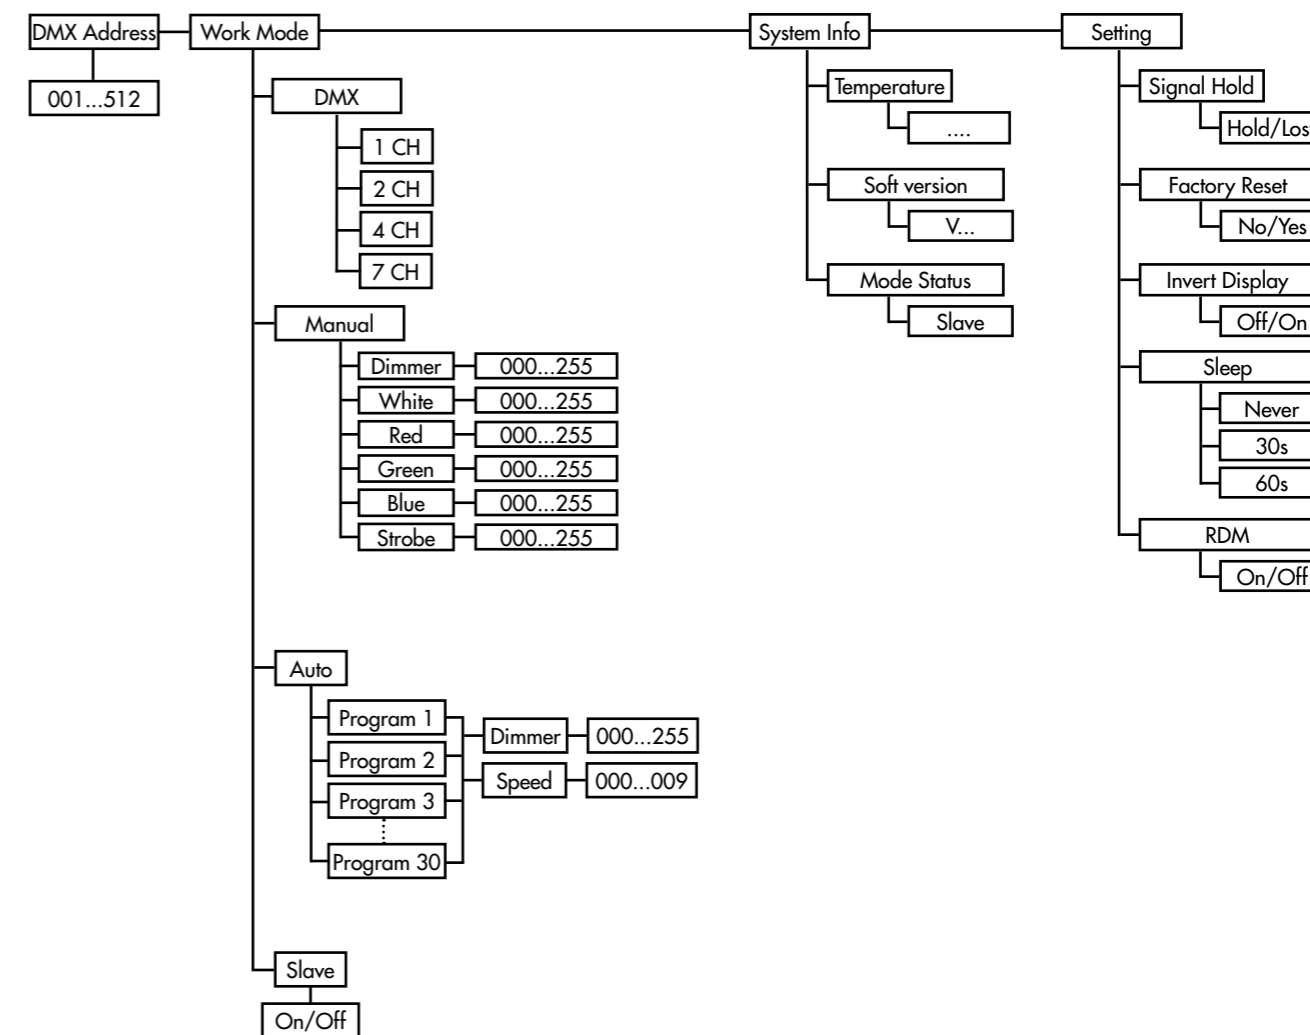 DMX Address
001...512
Work Mode
DMX
1 CH
2 CH
4 CH
7 CH
Manual
Dimmer 000...255
White 000...255
Red 000...255
Green 000...255
Blue 000...255
Strobe 000...255
Auto
Program 1
Program 2
Program 3
Program 30
Dimmer 000...255
Speed 000...009
Slave
On/Off
System Info
Temperature
....
Soft version
V...
Mode Status
Slave
Setting
Signal Hold
Hold/Los
Factory Reset
No/Yes
Invert Display
Off/On
Sleep
Never
30s
60s
RDM
On/Off